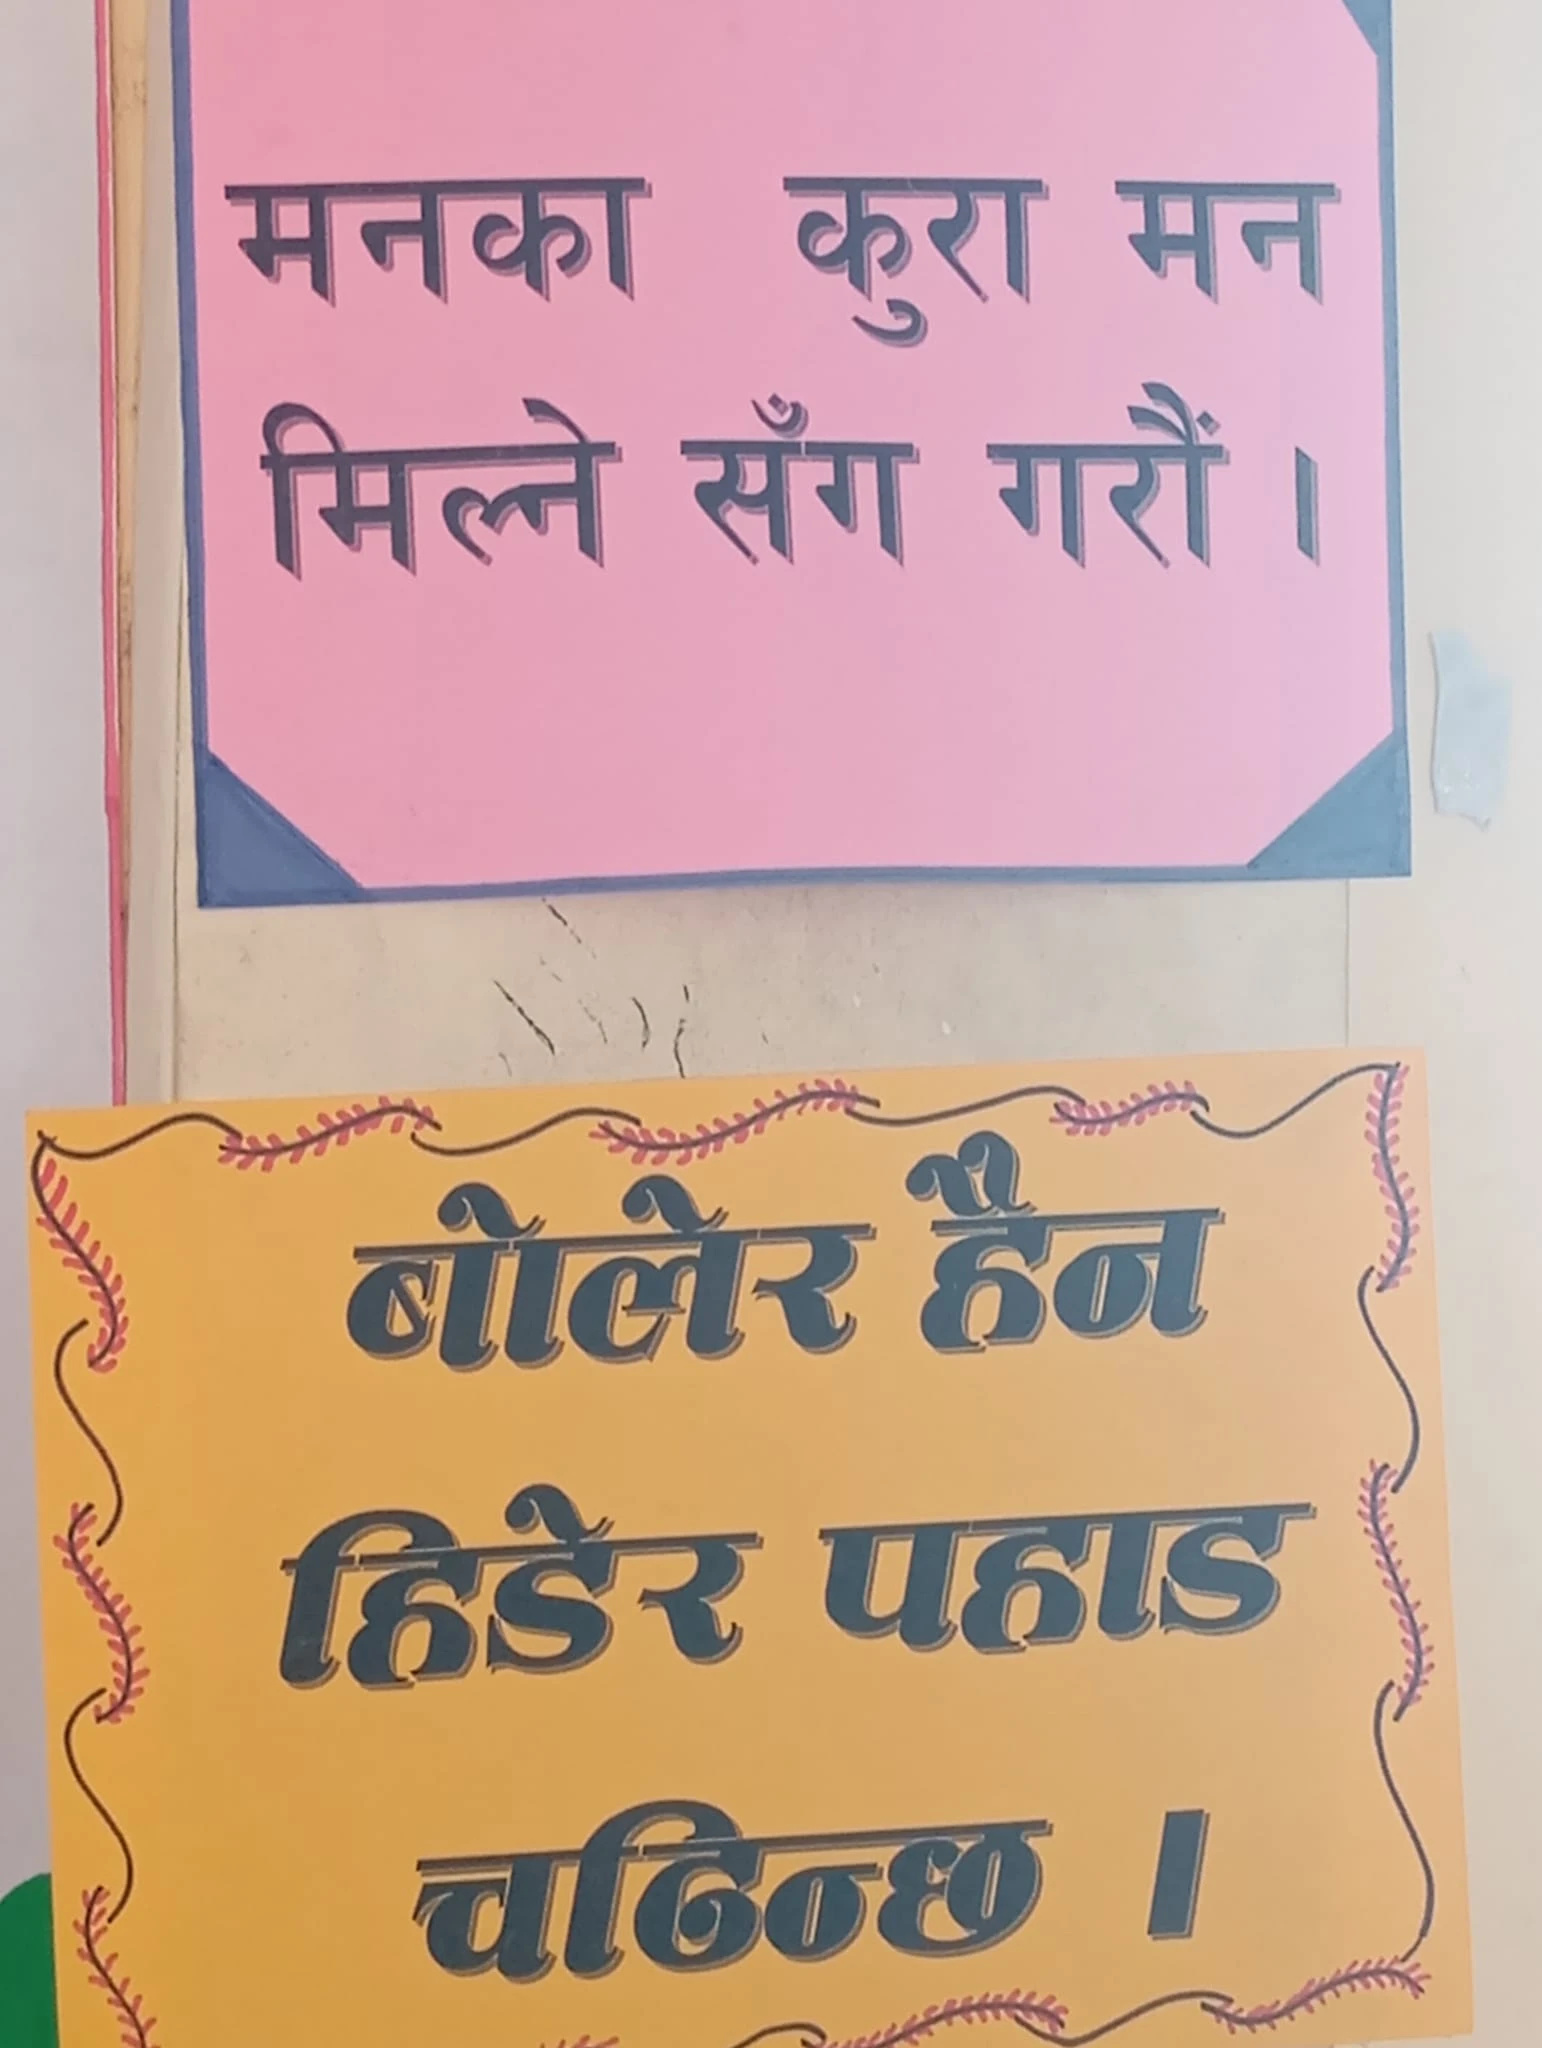 मनका कुरा मन
मिल्ने सँग गरौं ।
बोलेर हैन
हिडेर पहाड
चढिन्छ ।